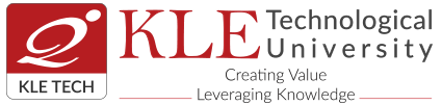 KLE TECH
KLE Technological
University
Creating Value
Leveraging Knowledge